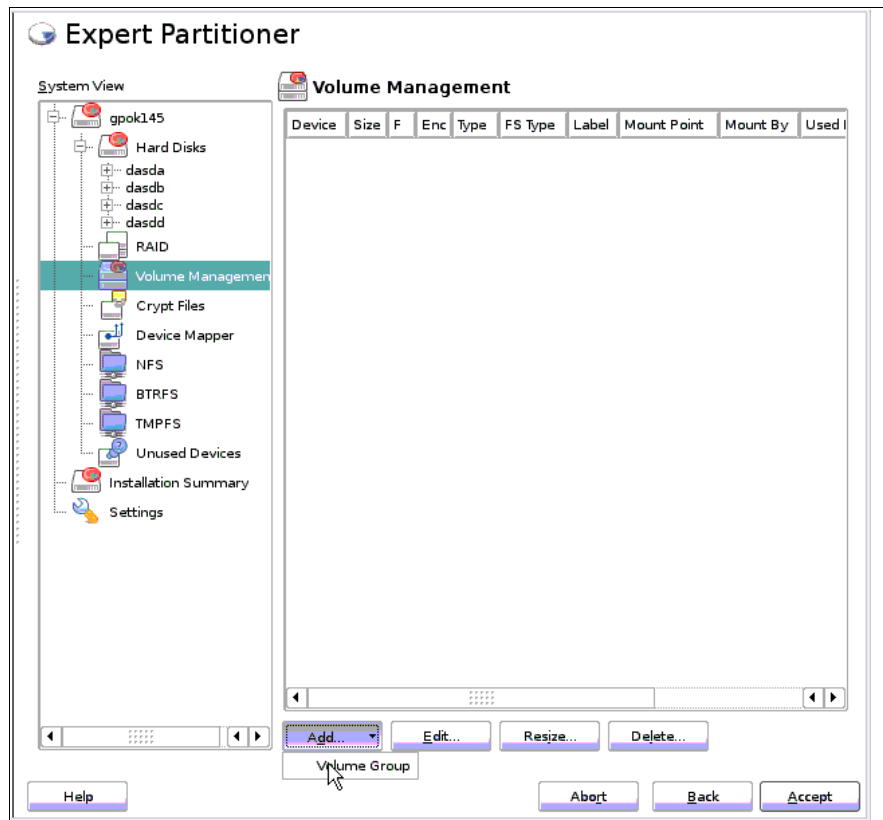 Expert Partitioner
System View
gpok145
Hard Disks
dasda
dasdb
dasdc
dasdd
RAID
Volume Managemen
Crypt Files
Device Mapper
NFS
BTRFS
TMPFS
Unused Devices
Installation Summary
Settings
Volume Management
Device Size F Enc Type FS Type Label Mount Point Mount By Used
Add... Edit... Resize... Delete...
Volume Group
Help Abort Back Accept